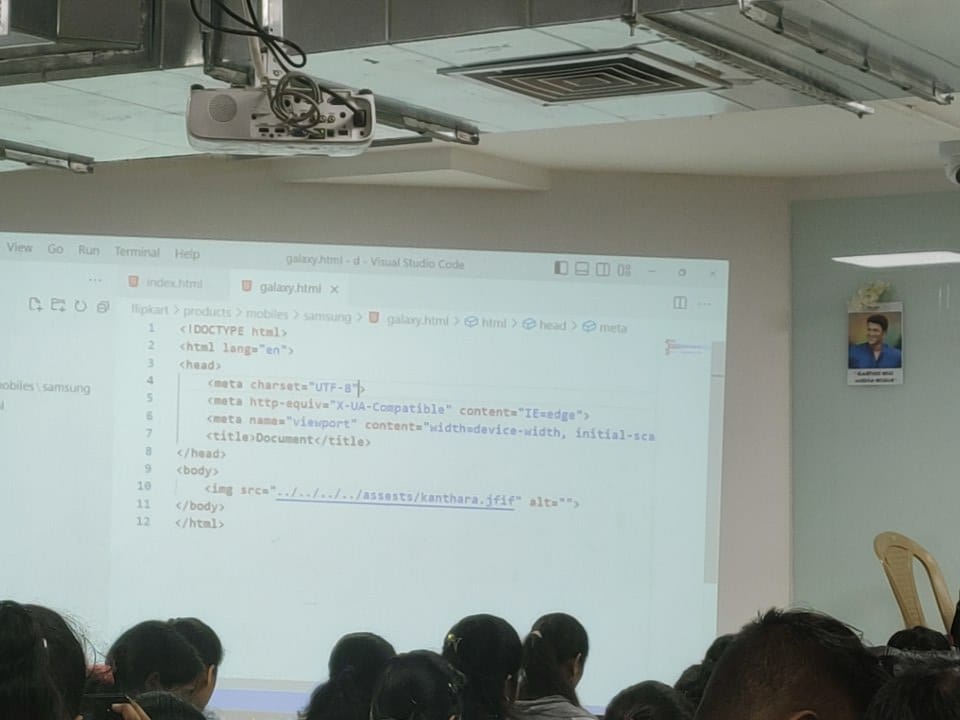 View Go Run Terminal Help
galaxy.html - d - Visual Studio Code
index.html
galaxy.html
flipkart > products > mobiles > samsung > galaxy.html > html > head > meta
mobiles \ samsung
1 <!DOCTYPE html>
2 <html lang="en">
3 <head>
4 <meta charset="UTF-8">
5 <meta http-equiv="X-UA-Compatible" content="IE=edge">
6 <meta name="viewport" content="width=device-width, initial-sca
7 <title>Document</title>
8 </head>
9 <body>
10 <img src="../../../../assests/kanthara.jfif" alt="">
11 </body>
12 </html>